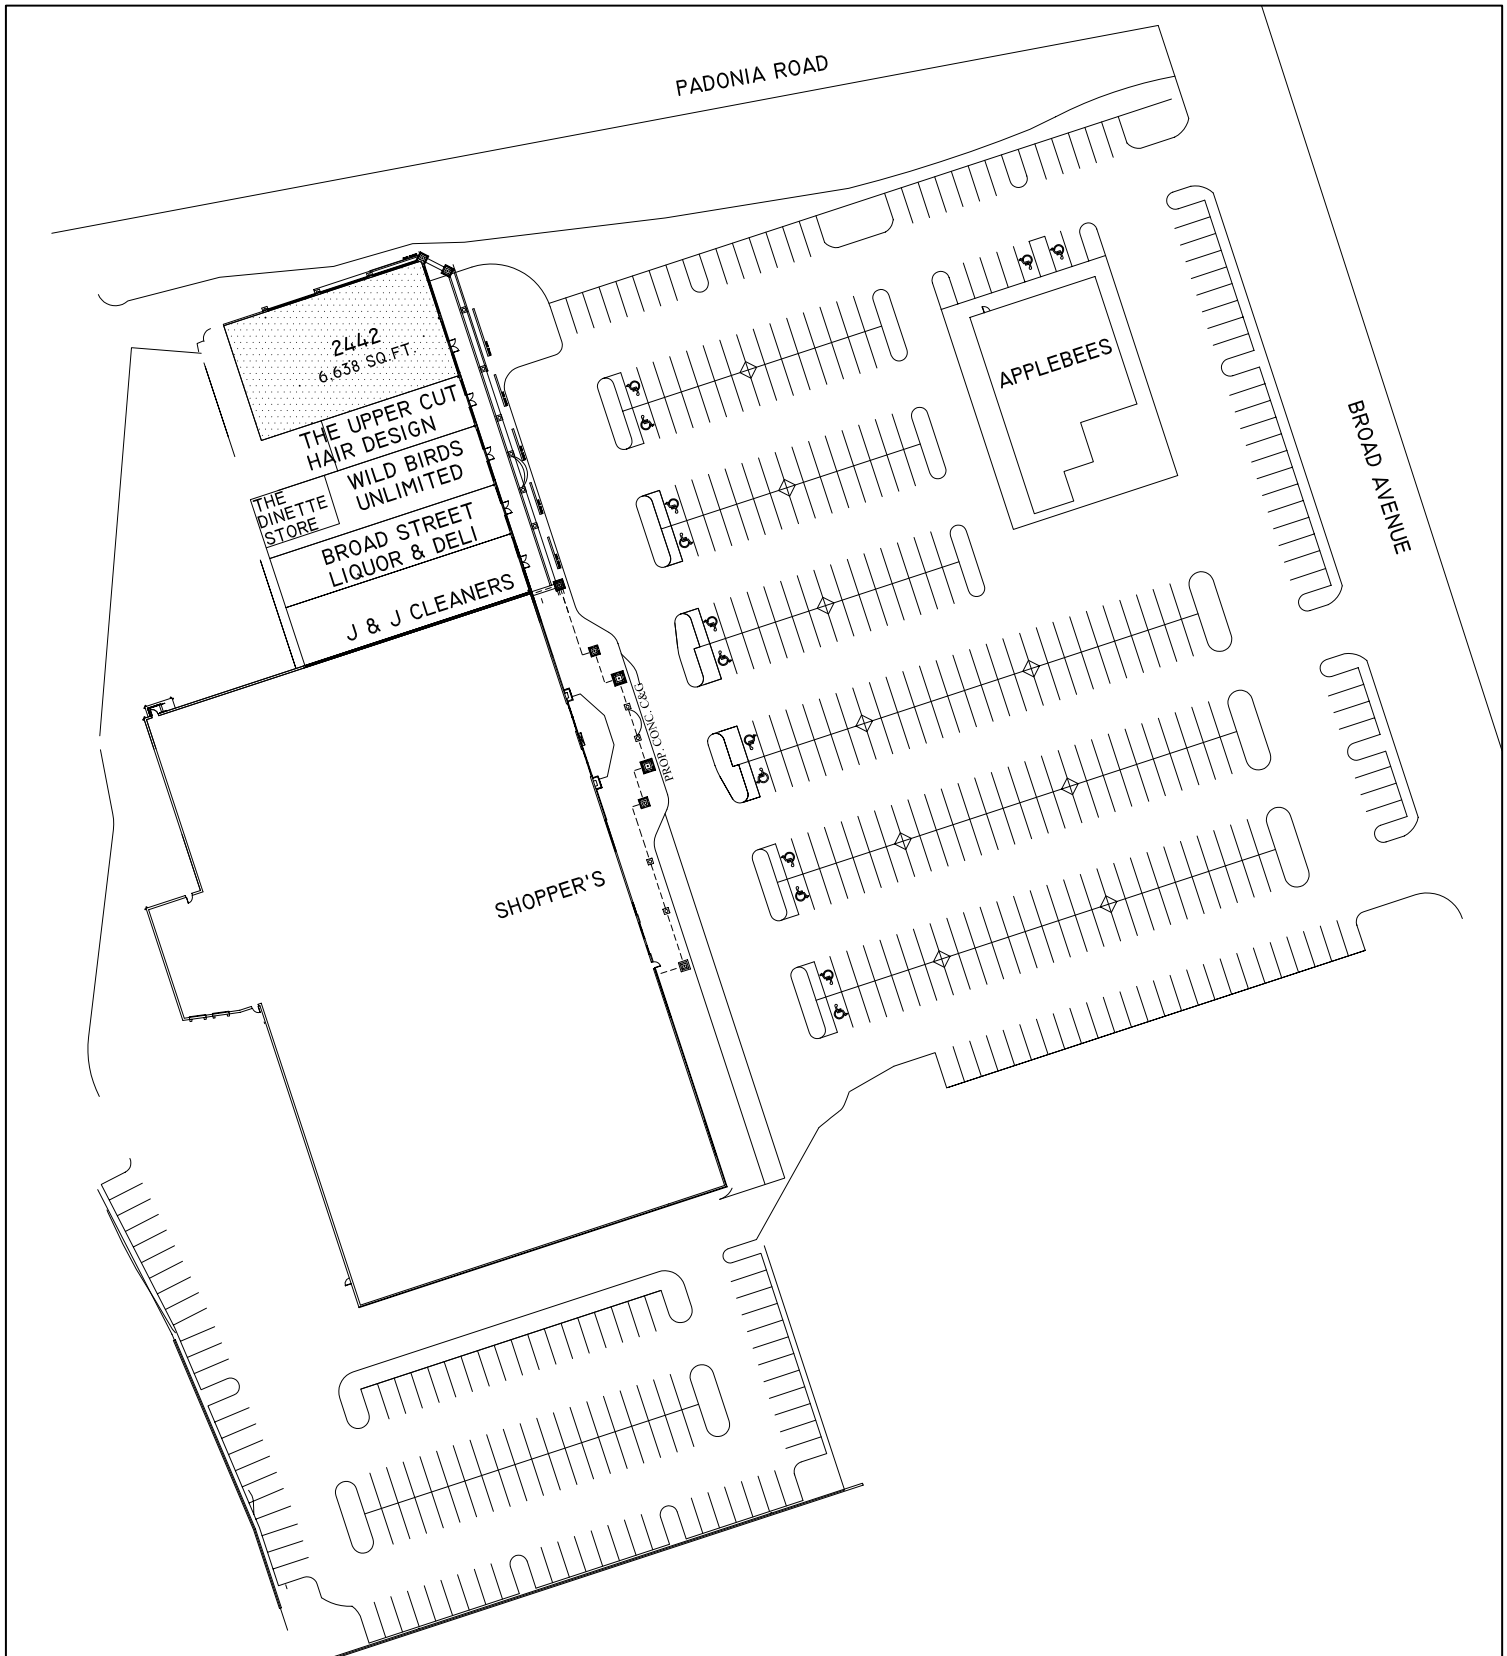 PADONIA ROAD
2442
6,638 SQ.FT.
APPLEBEES
THE UPPER CUT
HAIR DESIGN
BROAD AVENUE
WILD BIRDS
UNLIMITED
THE
DINETTE
STORE
BROAD STREET
LIQUOR & DELI
J & J CLEANERS
PROP. CONC. C&G
SHOPPER'S